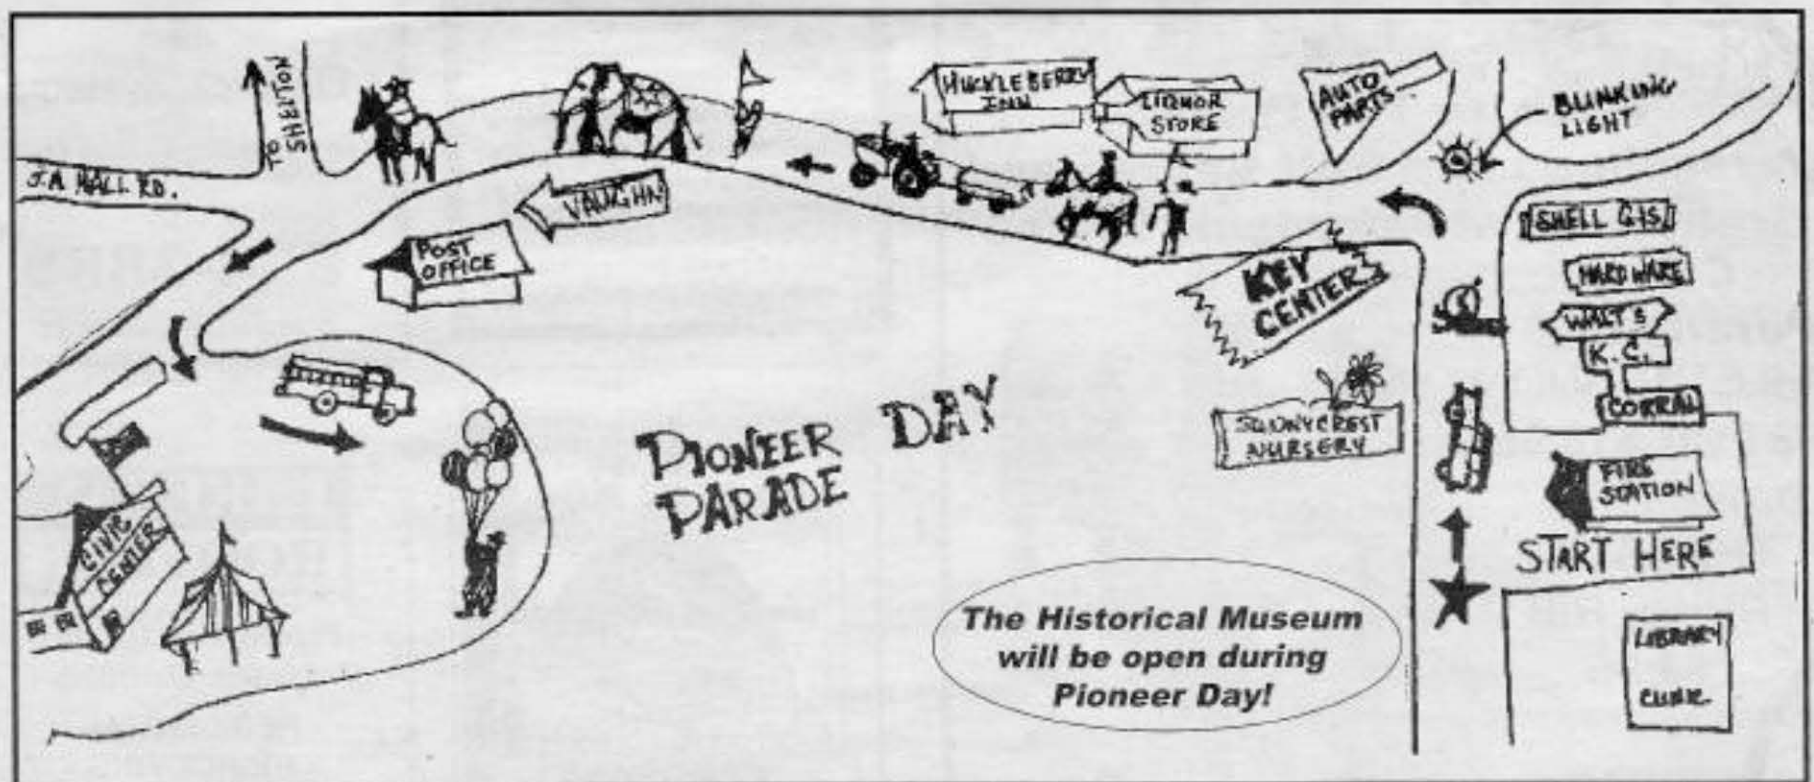 TO SHELTON
J.A. HALL RD.
VAUGHN
POST
OFFICE
HUCKLEBERRY
INN
LIQUOR
STORE
AUTO
PARTS
BLINKING
LIGHT
SHELL GAS
HARDWARE
WALT'S
K.C.
CORRAL
KEY
CENTER
SUNNYCREST
NURSERY
FIRE
STATION
START HERE
LIBRARY
CLINIC
PIONEER DAY
PARADE
CIVIC
CENTER
The Historical Museum
will be open during
Pioneer Day!